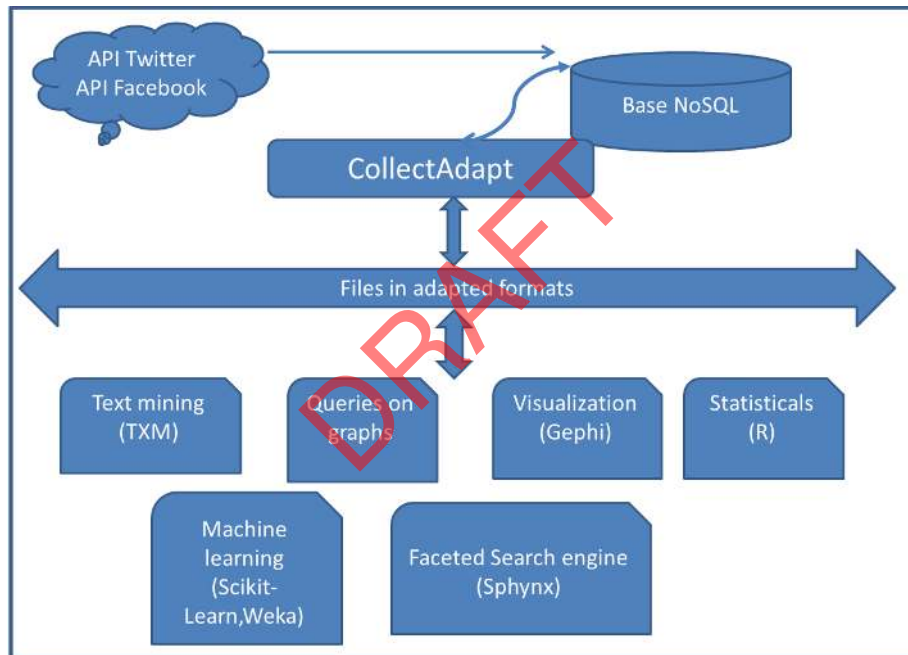 API Twitter
API Facebook
Base NoSQL
CollectAdapt
Files in adapted formats
Text mining
(TXM)
Queries on
graphs
Visualization
(Gephi)
Statisticals
(R)
Machine
learning
(Scikit-
Learn,Weka)
Faceted Search engine
(Sphynx)
DRAFT